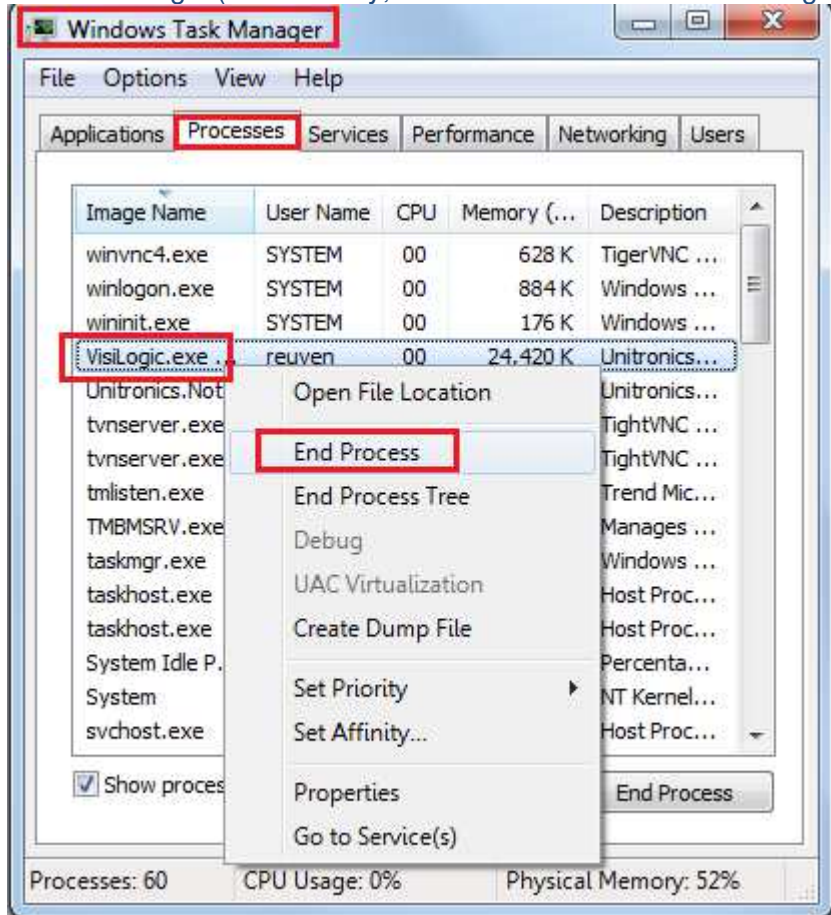 Windows Task Manager
File Options View Help
Applications Processes Services Performance Networking Users
Image Name User Name CPU Memory (... Description
winvnc4.exe SYSTEM 00 628 K TigerVNC ...
winlogon.exe SYSTEM 00 884 K Windows ...
wininit.exe SYSTEM 00 176 K Windows ...
VisiLogic.exe ... reuven 00 24,420 K Unitronics...
Unitronics.Not Open File Location Unitronics...
tvnserver.exe TightVNC ...
tvnserver.exe End Process TightVNC ...
tmlisten.exe End Process Tree Trend Mic...
TMBMSRV.exe Debug Manages ...
taskmgr.exe Windows ...
taskhost.exe UAC Virtualization Host Proc...
taskhost.exe Create Dump File Host Proc...
System Idle P. Percenta...
System Set Priority NT Kernel...
svchost.exe Set Affinity... Host Proc...
Show proces Properties End Process
Go to Service(s)
Processes: 60 CPU Usage: 0% Physical Memory: 52%